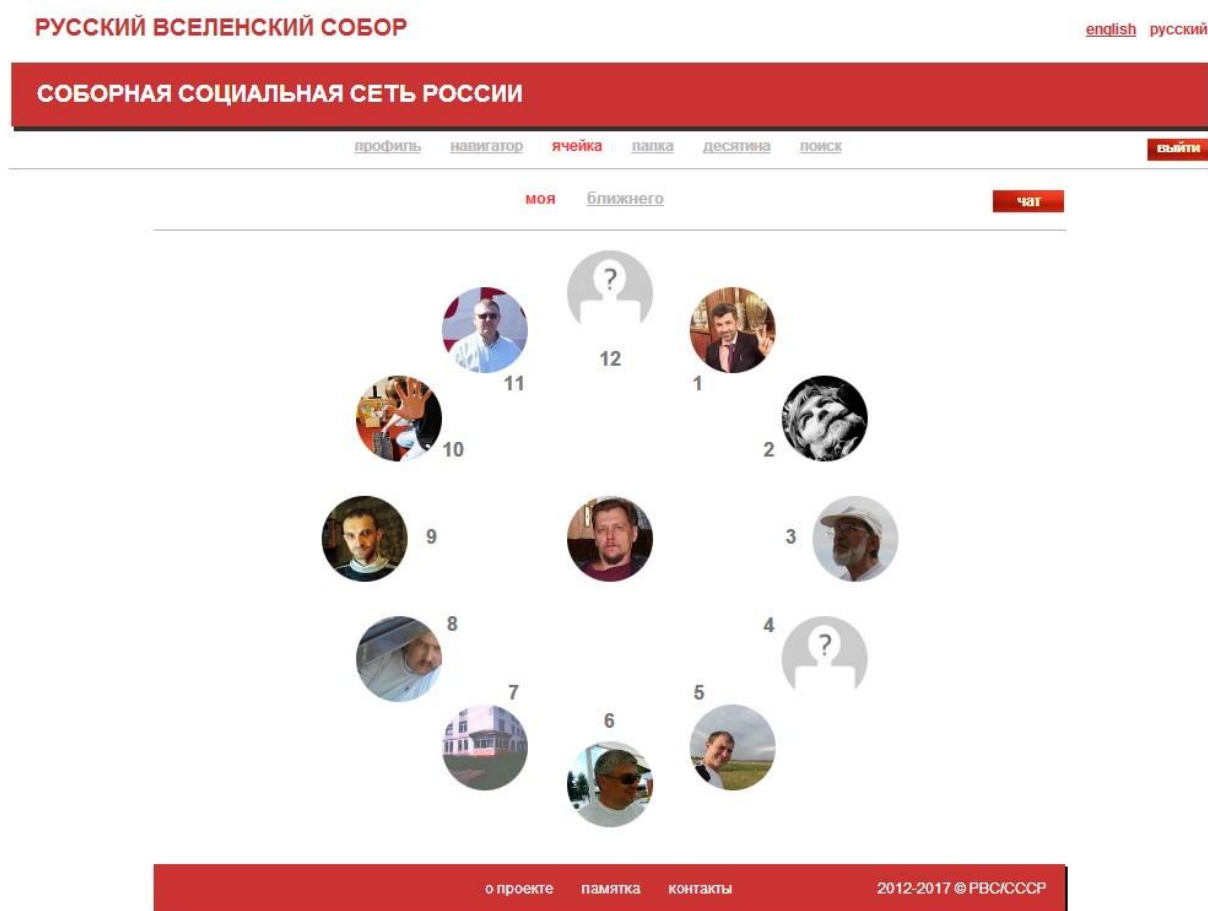 РУССКИЙ ВСЕЛЕНСКИЙ СОБОР
english русский
СОБОРНАЯ СОЦИАЛЬНАЯ СЕТЬ РОССИИ
профиль навигатор ячейка папка десятина поиск
выйти
моя ближнего
чат
?
12
11
1
10
2
9
3
8
4
?
7
5
6
о проекте памятка контакты 2012-2017 © РВС/СССР